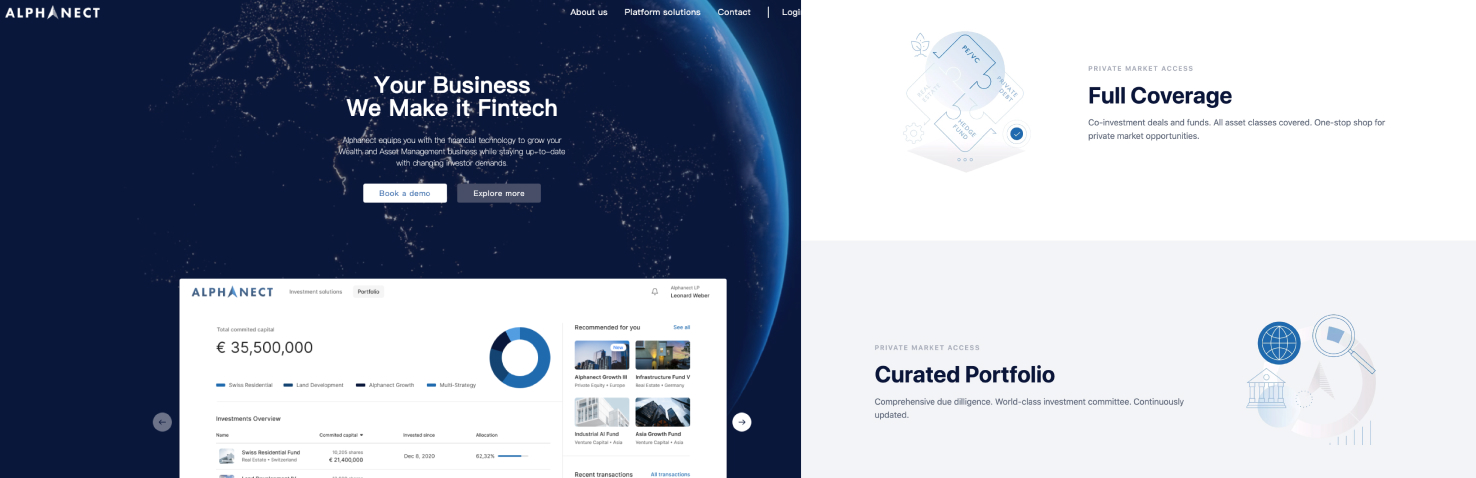 ALPHANECT
About us Platform solutions Contact Login
Your Business
We Make it Fintech
Alphanect equips you with the financial technology to grow your
Wealth and Asset Management business while staying up-to-date
with changing investor demands
Book a demo Explore more
ALPHANECT Investment solutions Portfolio
Alphanect LP
Leonard Weber
Total commited capital
€ 35,500,000
Swiss Residential Land Development Alphanect Growth Multi-Strategy
Investments Overview
Name Commited capital Invested since Allocation
Swiss Residential Fund
Real Estate • Switzerland
10,205 shares
€ 21,400,000
Dec 9, 2020
62,32%
Recommended for you See all
New
Alphanect Growth III
Private Equity • Europe
Infrastructure Fund V
Real Estate • Germany
Industrial AI Fund
Venture Capital • Asia
Asia Growth Fund
Venture Capital • Asia
Recent transactions All transactions
PE/VC
REAL
ESTATE
PRIVATE
DEBT
HEDGE
FUND
PRIVATE MARKET ACCESS
Full Coverage
Co-investment deals and funds. All asset classes covered. One-stop shop for
private market opportunities.
PRIVATE MARKET ACCESS
Curated Portfolio
Comprehensive due dilligence. World-class investment committee. Continuously
updated.